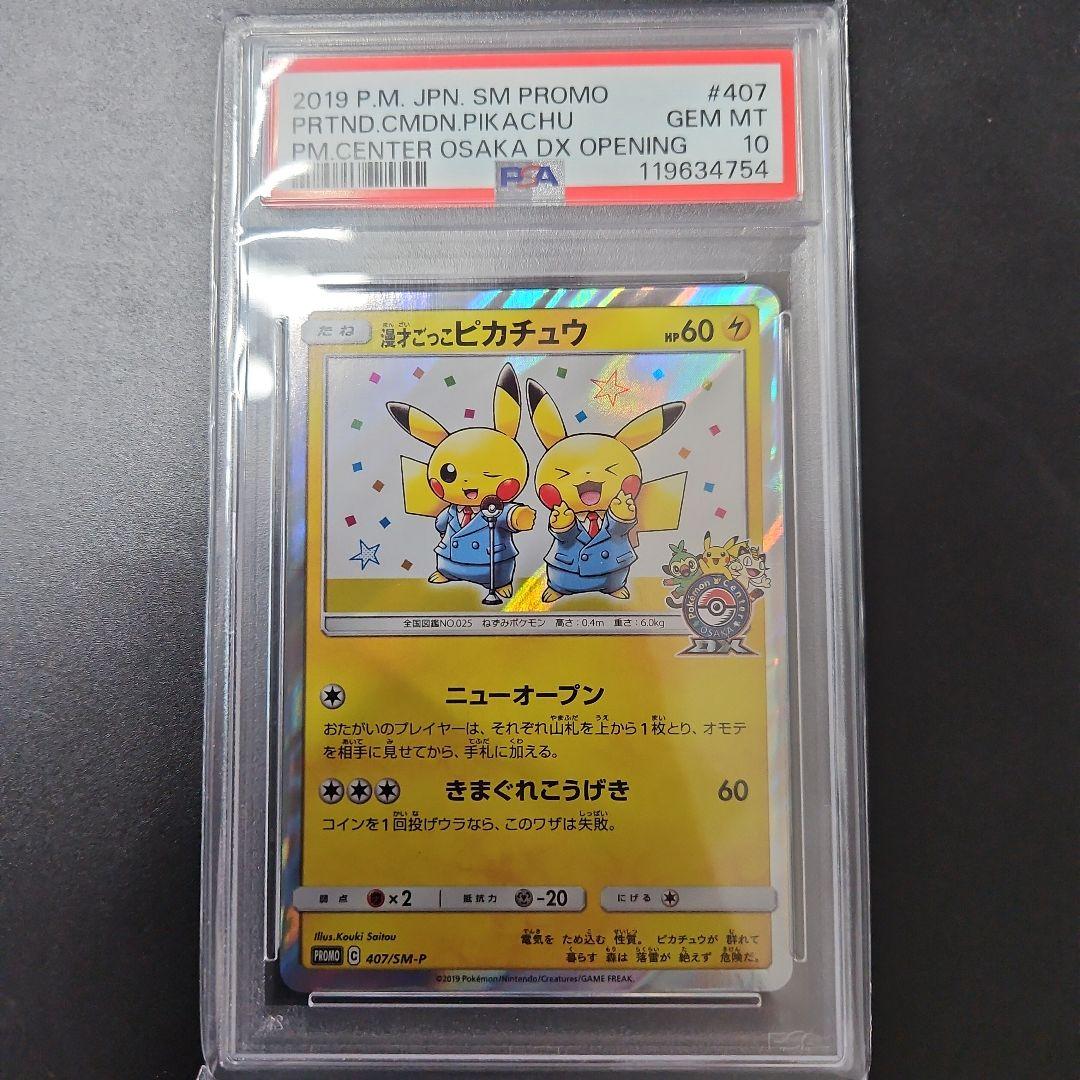 2019 P.M. JPN. SM PROMO #407
PRTND.CMDN.PIKACHU GEM MT
PM.CENTER OSAKA DX OPENING 10
PSA 119634754
たね 漫才ごっこピカチュウ HP60
Pokémon Center
OSAKA
DX
全国図鑑NO.025 ねずみポケモン 高さ:0.4m 重さ:6.0kg
ニューオープン
おたがいのプレイヤーは、それぞれ山札を上から1枚とり、オモテ
を相手に見せてから、手札に加える。
きまぐれこうげき 60
コインを1回投げウラなら、このワザは失敗。
弱点 ×2 抵抗力 -20 にげる
Illus.Kouki Saitou
電気を ため込む 性質。 ピカチュウが 群れて
暮らす 森は 落雷が 絶えず 危険だ。
PROMO C 407/SM-P
©2019 Pokémon/Nintendo/Creatures/GAME FREAK.